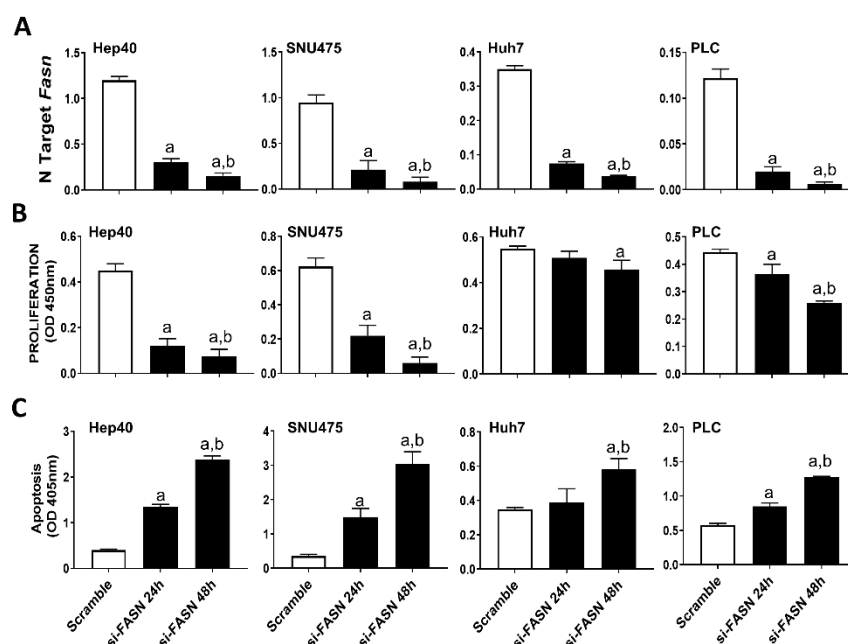 A
Hep40
SNU475
Huh7
PLC
N Target Fasn
1.5
1.0
0.5
0.0
a
a,b
1.5
1.0
0.5
0.0
a
a,b
0.4
0.2
0.0
a
a,b
0.15
0.10
0.05
0.00
a
a,b
B
Hep40
SNU475
Huh7
PLC
PROLIFERATION
(OD 450nm)
0.6
0.4
0.2
0.0
a
a,b
0.8
0.6
0.4
0.2
0.0
a
a,b
0.6
0.4
0.2
0.0
a
0.5
0.4
0.3
0.2
0.1
0.0
a
a,b
C
Hep40
SNU475
Huh7
PLC
Apoptosis
(OD 405nm)
3
2
1
0
a
a,b
4
3
2
1
0
a
a,b
0.8
0.6
0.4
0.2
0.0
a,b
2.0
1.5
1.0
0.5
0.0
a
a,b
Scramble
si-FASN 24h
si-FASN 48h
Scramble
si-FASN 24h
si-FASN 48h
Scramble
si-FASN 24h
si-FASN 48h
Scramble
si-FASN 24h
si-FASN 48h